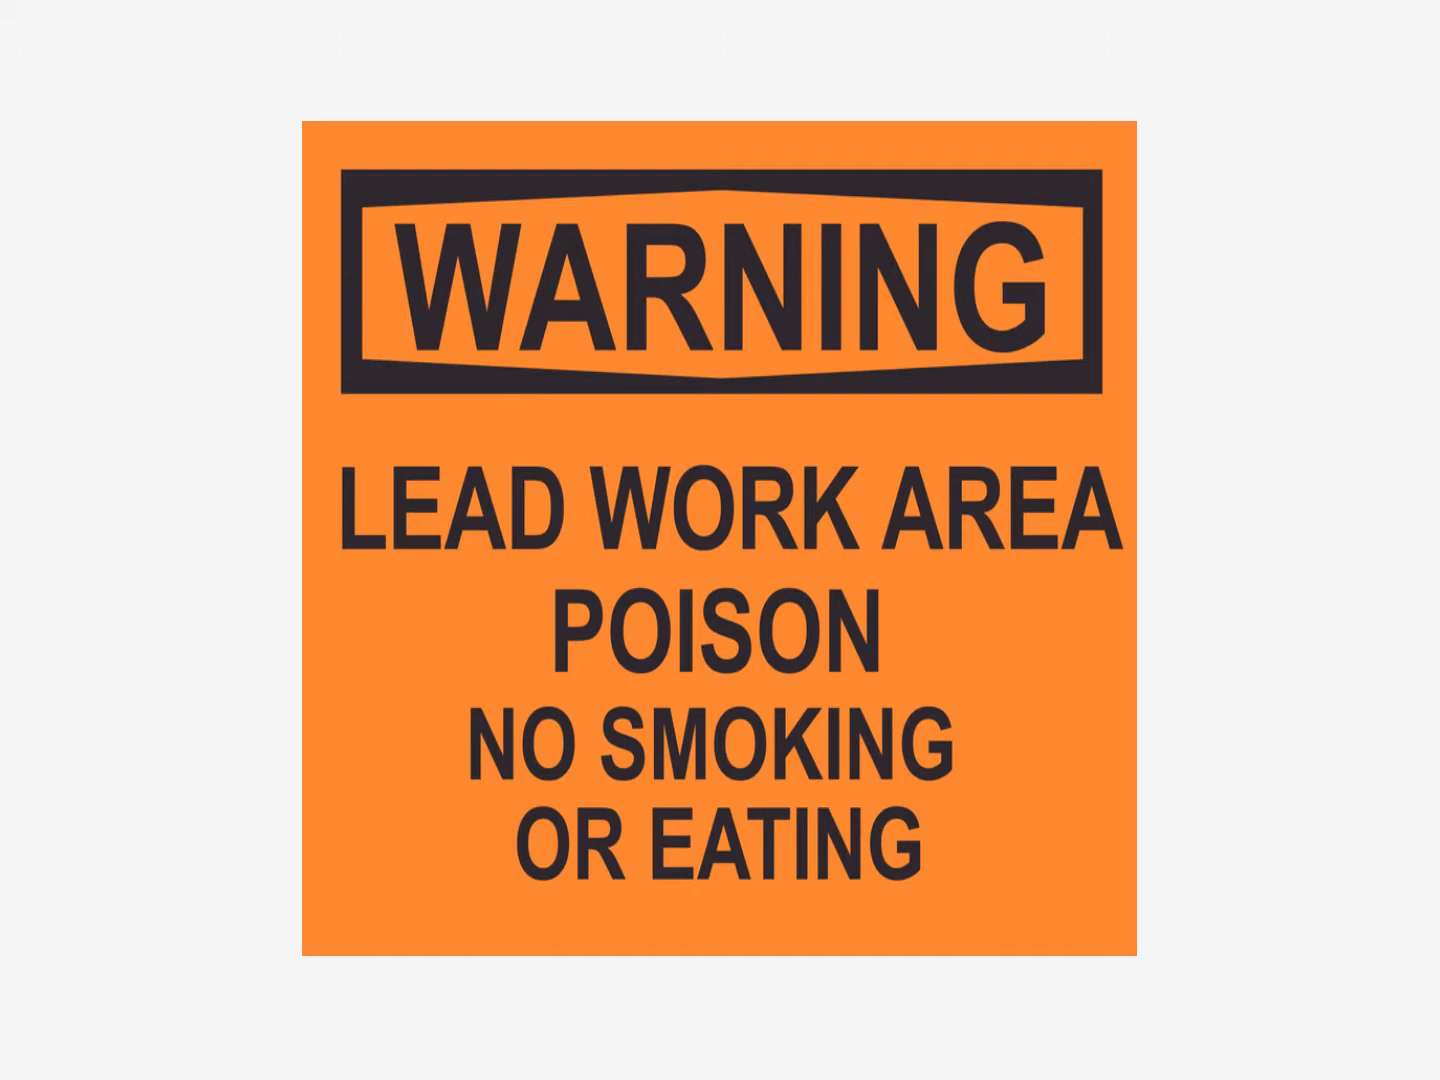 WARNING
LEAD WORK AREA
POISON
NO SMOKING
OR EATING